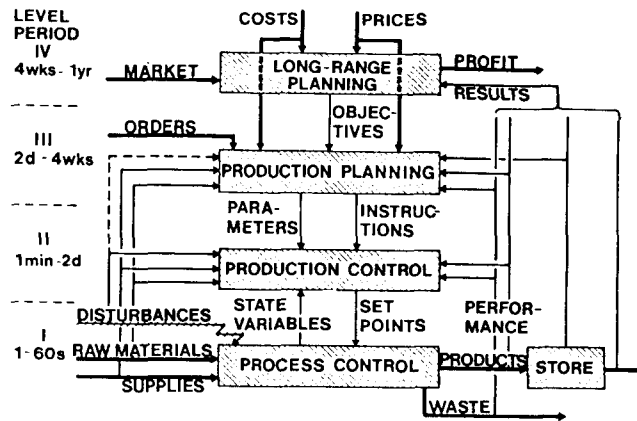 LEVEL
PERIOD
IV
4wks-1yr
COSTS
PRICES
MARKET
LONG-RANGE
PLANNING
PROFIT
RESULTS
OBJEC-
TIVES
III
2d-4wks
ORDERS
PRODUCTION PLANNING
PARA-
METERS
INSTRUC-
TIONS
II
1min-2d
PRODUCTION CONTROL
DISTURBANCES
STATE
VARIABLES
SET
POINTS
PERFOR-
MANCE
I
1-60s
RAW MATERIALS
PROCESS CONTROL
PRODUCTS
STORE
SUPPLIES
WASTE